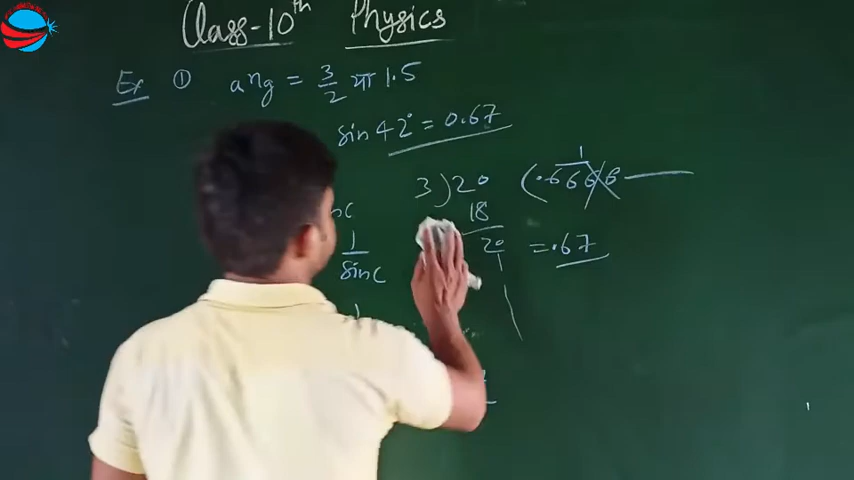 Class-10th Physics
Ex ① ang = 3/2 या 1.5
sin 42° = 0.67
3)20(.6666
18
20 = .67
1
sinc